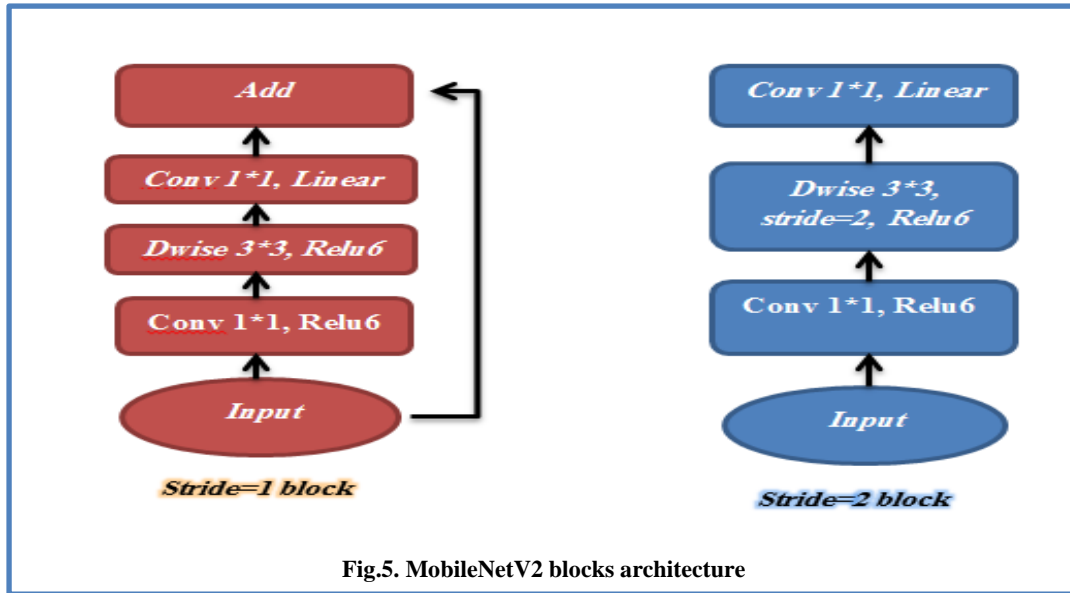 Add
Conv 1*1, Linear
Dwise 3*3, Relu6
Conv 1*1, Relu6
Input
Stride=1 block
Conv 1*1, Linear
Dwise 3*3,
stride=2, Relu6
Conv 1*1, Relu6
Input
Stride=2 block
Fig.5. MobileNetV2 blocks architecture